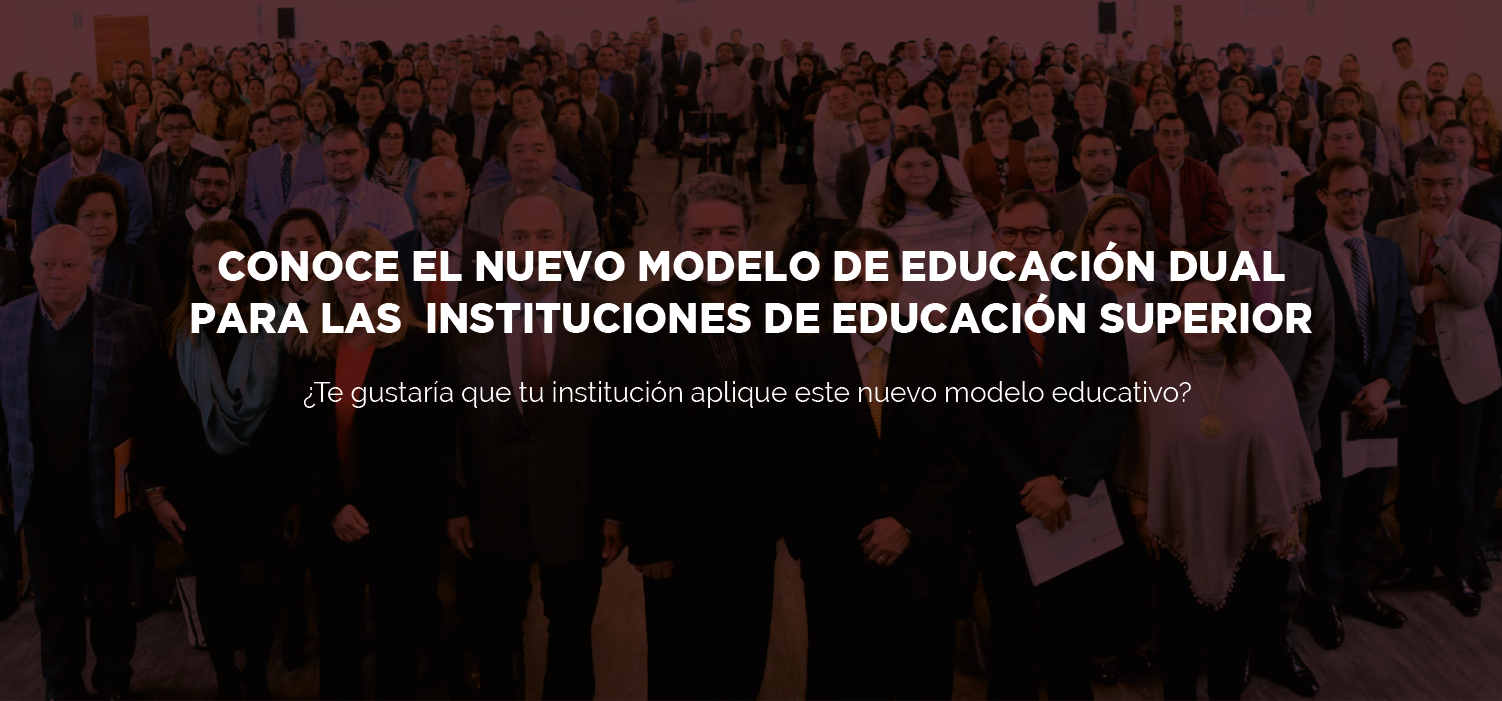 CONOCE EL NUEVO MODELO DE EDUCACIÓN DUAL
PARA LAS  INSTITUCIONES DE EDUCACIÓN SUPERIOR
¿Te gustaría que tu institución aplique este nuevo modelo educativo?